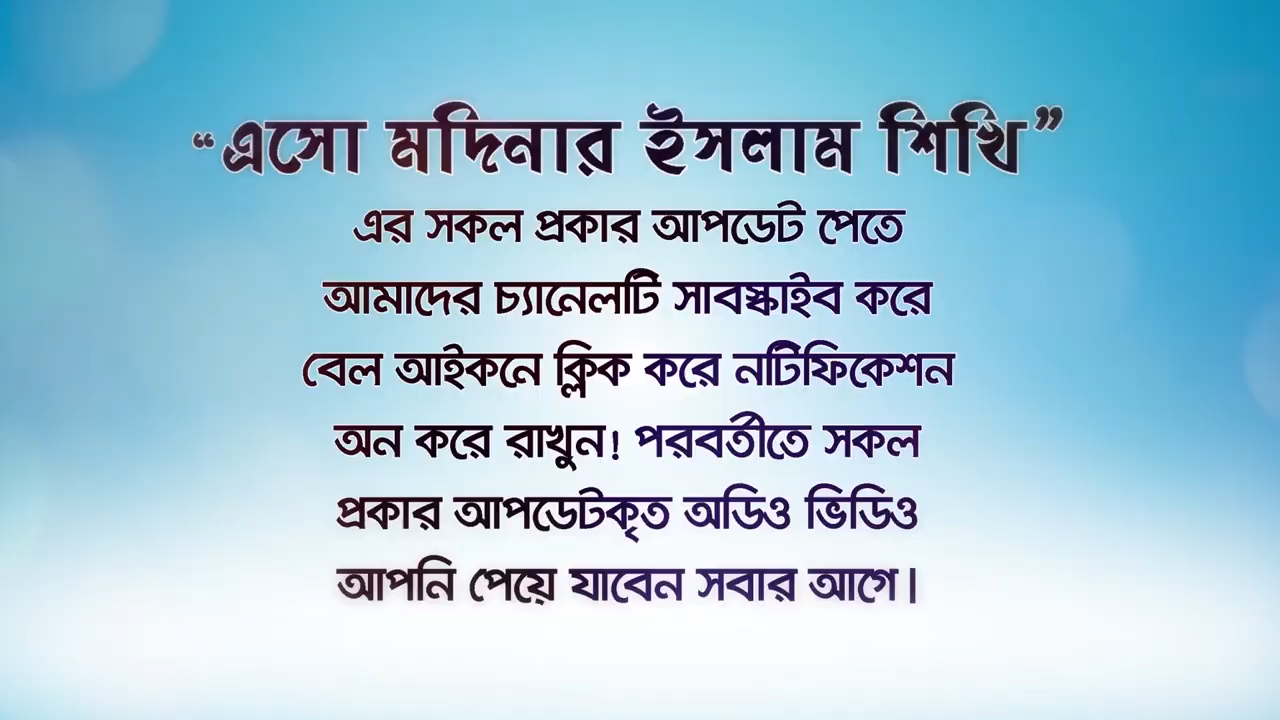 “এসো মদিনার ইসলাম শিখি”
এর সকল প্রকার আপডেট পেতে
আমাদের চ্যানেলটি সাবস্কাইব করে
বেল আইকনে ক্লিক করে নটিফিকেশন
অন করে রাখুন! পরবর্তীতে সকল
প্রকার আপডেটকৃত অডিও ভিডিও
আপনি পেয়ে যাবেন সবার আগে।